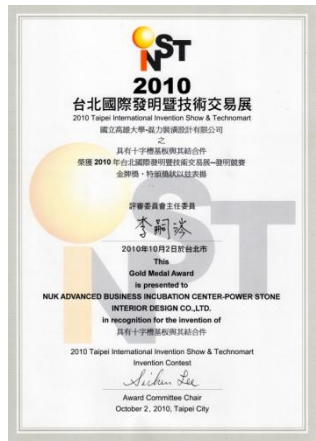 INST
2010
台北國際發明暨技術交易展
2010 Taipei International Invention Show & Technomart
國立高雄大學-磊力裝潢設計有限公司
之
具有十字槽基板與其結合件
榮獲 2010 年台北國際發明暨技術交易展─發明競賽
金牌獎,特頒獎狀以玆表揚
評審委員會主任委員
李嗣涔
2010年10月2日於台北市
This
Gold Medal Award
is presented to
NUK ADVANCED BUSINESS INCUBATION CENTER-POWER STONE
INTERIOR DESIGN CO.,LTD.
in recognition for the invention of
具有十字槽基板與其結合件
2010 Taipei International Invention Show & Technomart
Invention Contest
Award Committee Chair
October 2, 2010, Taipei City